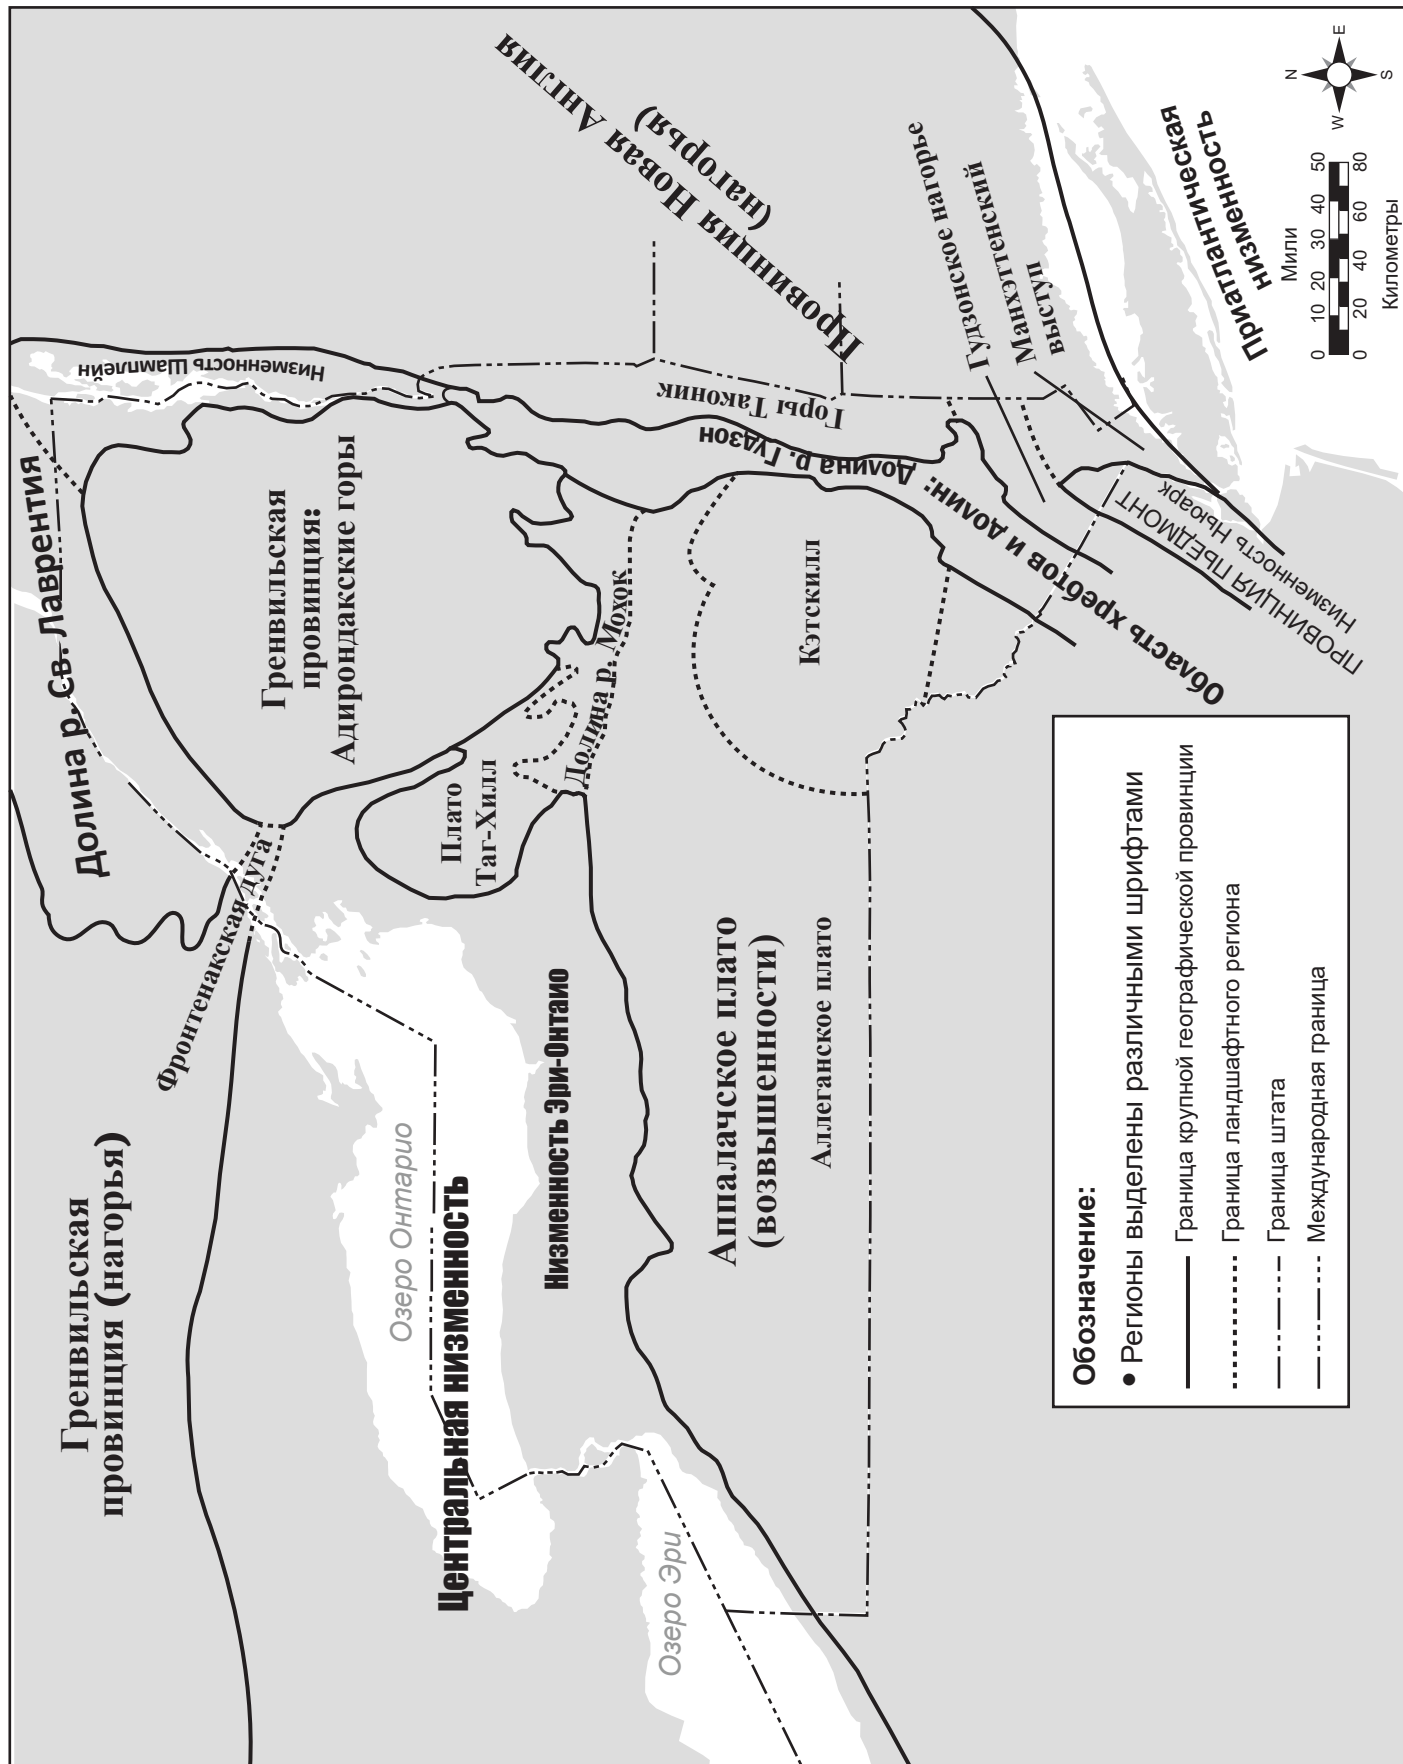 Гренвильская
провинция (нагорья)
Фронтенакская дуга
Долина р. Св. Лаврентия
Гренвильская
провинция:
Адирондакские горы
Низменность Шамплейн
Озеро Онтарио
Центральная низменность
Низменность Эри-Онтаио
Озеро Эри
Плато
Таг-Хилл
Долина р. Мохок
Аппалачское плато
(возвышенности)
Аллеганское плато
Кэтскилл
Горы Таконик
Область хребтов и долин: Долина р. Гудзон
Провинция Новая Англия
(нагорья)
Гудзонское нагорье
Манхэттенский
выступ
ПРОВИНЦИЯ ПЬЕДМОНТ
Низменность Ньюарк
Приатлантическая
низменность
Обозначение:
• Регионы выделены различными шрифтами
Граница крупной географической провинции
Граница ландшафтного региона
Граница штата
Международная граница
Мили
0 10 20 30 40 50
0 20 40 60 80
Километры
N
E
S
W